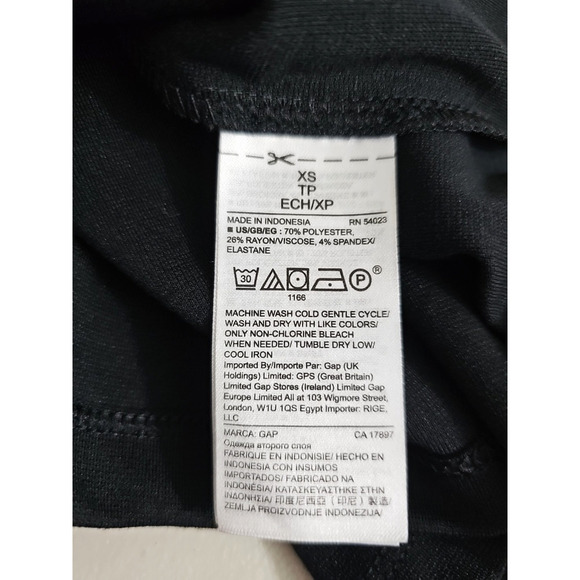 XS
TP
ECH/XP
MADE IN INDONESIA RN 54023
■ US/GB/EG : 70% POLYESTER,
26% RAYON/VISCOSE, 4% SPANDEX/
ELASTANE
30 P ®
1166
MACHINE WASH COLD GENTLE CYCLE/
WASH AND DRY WITH LIKE COLORS/
ONLY NON-CHLORINE BLEACH
WHEN NEEDED/ TUMBLE DRY LOW/
COOL IRON
Imported By/Importe Par: Gap (UK
Holdings) Limited: GPS (Great Britain)
Limited Gap Stores (Ireland) Limited Gap
Europe Limited All at 103 Wigmore Street,
London, W1U 1QS Egypt Importer: RIGE,
LLC
MARCA: GAP CA 17897
Одежда второго слоя
FABRIQUE EN INDONISIE/ HECHO EN
INDONESIA CON INSUMOS
IMPORTADOS/ FABRICADO NA
INDONÉSIA/ ΚΑΤΑΣΚΕΥΑΣΤΗΚΕ ΣΤΗΝ
ΙΝΔΟΝΗΣΙΑ/ 印度尼西亞 (印尼) 製造/
ZEMLJA PROIZVODNJE INDONEZIJA/